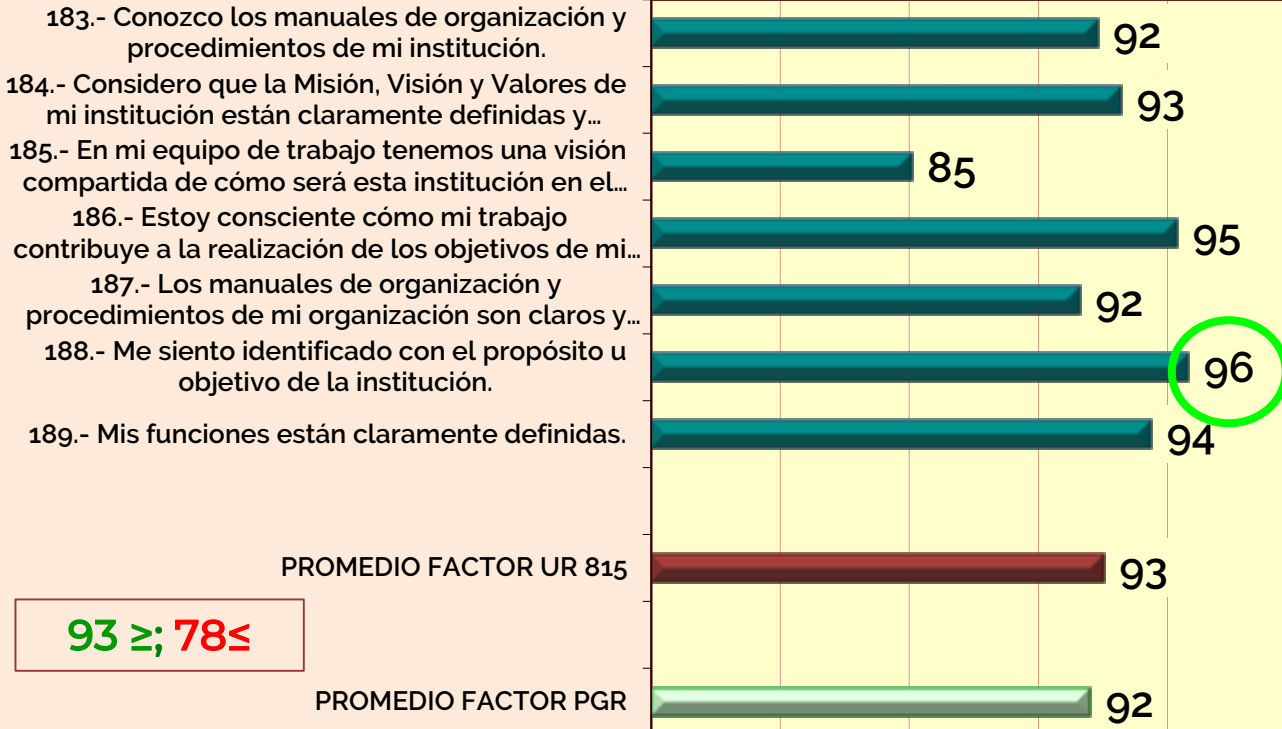 183.- Conozco los manuales de organización y
procedimientos de mi institución.
92
184.- Considero que la Misión, Visión y Valores de
mi institución están claramente definidas y…
93
185.- En mi equipo de trabajo tenemos una visión
compartida de cómo será esta institución en el…
85
186.- Estoy consciente cómo mi trabajo
contribuye a la realización de los objetivos de mi…
95
187.- Los manuales de organización y
procedimientos de mi organización son claros y…
92
188.- Me siento identificado con el propósito u
objetivo de la institución.
96
189.- Mis funciones están claramente definidas.
94
PROMEDIO FACTOR UR 815
93
93 ≥; 78≤
PROMEDIO FACTOR PGR
92